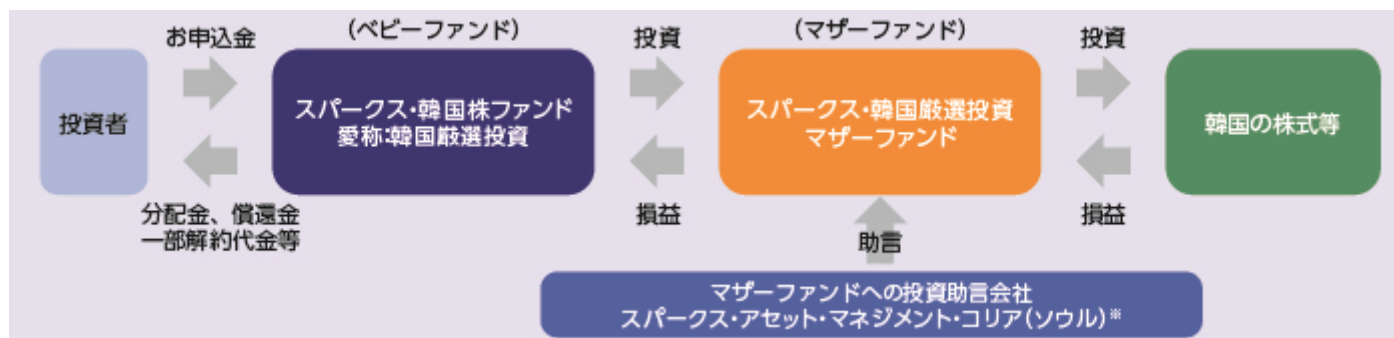 お申込金
(ベビーファンド)
投資
(マザーファンド)
投資
投資者
スパークス・韓国株ファンド
愛称:韓国厳選投資
スパークス・韓国厳選投資
マザーファンド
韓国の株式等
分配金、償還金
一部解約代金等
損益
損益
助言
マザーファンドへの投資助言会社
スパークス・アセット・マネジメント・コリア(ソウル)※